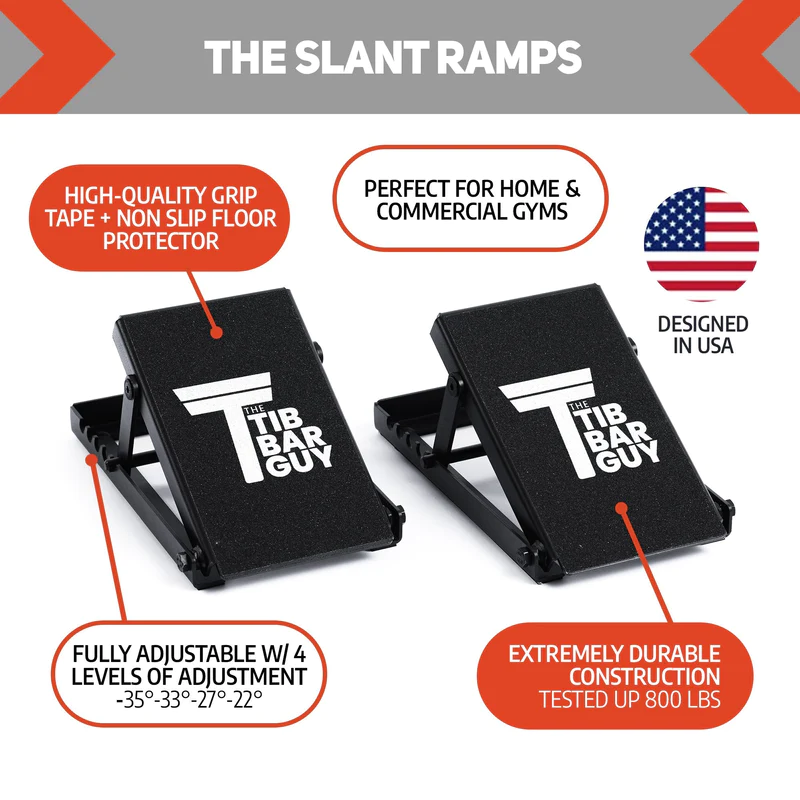 THE SLANT RAMPS
HIGH-QUALITY GRIP
TAPE + NON SLIP FLOOR
PROTECTOR
PERFECT FOR HOME &
COMMERCIAL GYMS
DESIGNED
IN USA
THE
TIB
BAR
GUY
THE
TIB
BAR
GUY
FULLY ADJUSTABLE W/ 4
LEVELS OF ADJUSTMENT
-35°-33°-27°-22°
EXTREMELY DURABLE
CONSTRUCTION
TESTED UP 800 LBS